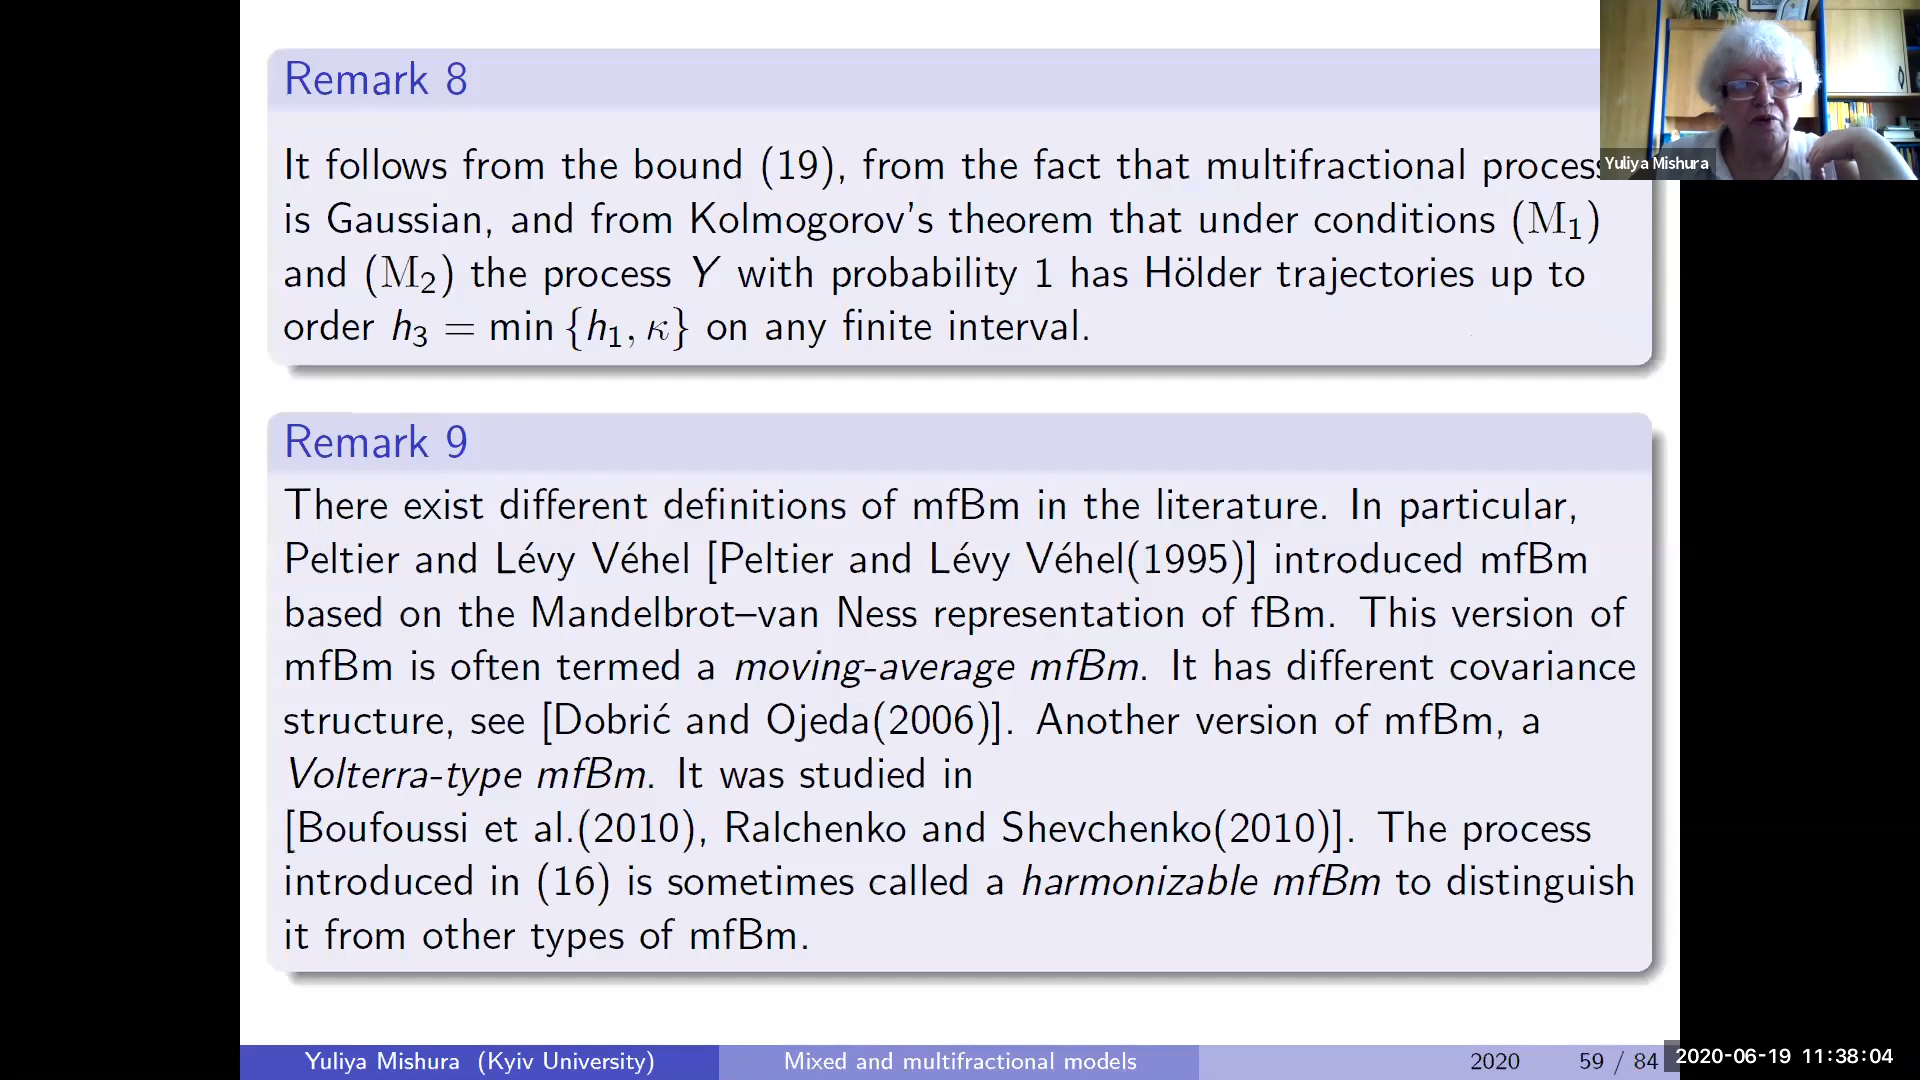 Remark 8
It follows from the bound (19), from the fact that multifractional process
is Gaussian, and from Kolmogorov's theorem that under conditions (M₁)
and (M₂) the process Y with probability 1 has Hölder trajectories up to
order h₃ = min {h₁, κ} on any finite interval.
Remark 9
There exist different definitions of mfBm in the literature. In particular,
Peltier and Lévy Véhel [Peltier and Lévy Véhel(1995)] introduced mfBm
based on the Mandelbrot–van Ness representation of fBm. This version of
mfBm is often termed a moving-average mfBm. It has different covariance
structure, see [Dobrić and Ojeda(2006)]. Another version of mfBm, a
Volterra-type mfBm. It was studied in
[Boufoussi et al.(2010), Ralchenko and Shevchenko(2010)]. The process
introduced in (16) is sometimes called a harmonizable mfBm to distinguish
it from other types of mfBm.
Yuliya Mishura (Kyiv University) Mixed and multifractional models 2020 59 / 84
Yuliya Mishura
2020-06-19 11:38:04